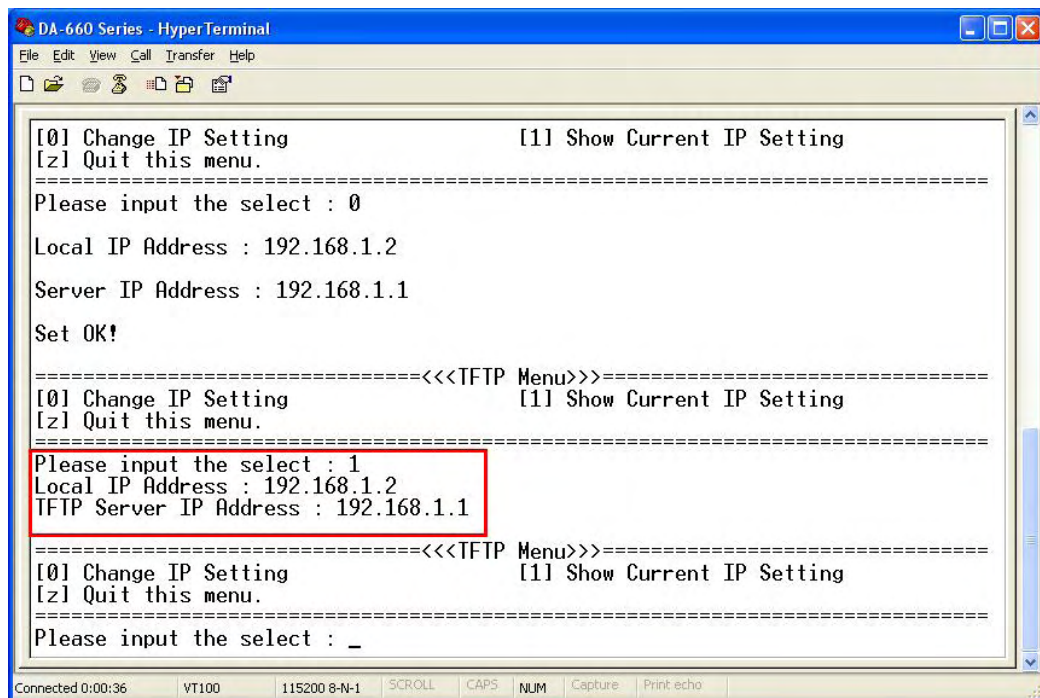 DA-660 Series - HyperTerminal
File Edit View Call Transfer Help
[0] Change IP Setting [1] Show Current IP Setting
[z] Quit this menu.
================================================================================
Please input the select : 0
Local IP Address : 192.168.1.2
Server IP Address : 192.168.1.1
Set OK!
================================<<<TFTP Menu>>>================================
[0] Change IP Setting [1] Show Current IP Setting
[z] Quit this menu.
================================================================================
Please input the select : 1
Local IP Address : 192.168.1.2
TFTP Server IP Address : 192.168.1.1
================================<<<TFTP Menu>>>================================
[0] Change IP Setting [1] Show Current IP Setting
[z] Quit this menu.
================================================================================
Please input the select : _
Connected 0:00:36 VT100 115200 8-N-1 SCROLL CAPS NUM Capture Print echo